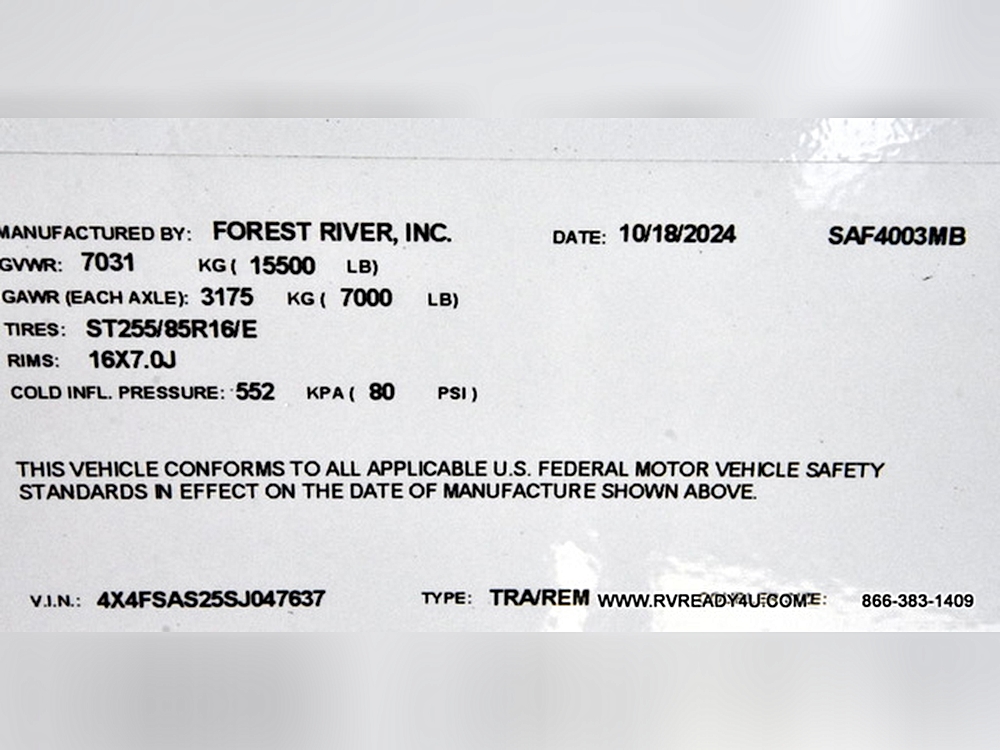 MANUFACTURED BY: FOREST RIVER, INC. DATE: 10/18/2024 SAF4003MB
GVWR: 7031 KG ( 15500 LB)
GAWR (EACH AXLE): 3175 KG ( 7000 LB)
TIRES: ST255/85R16/E
RIMS: 16X7.0J
COLD INFL. PRESSURE: 552 KPA ( 80 PSI )
THIS VEHICLE CONFORMS TO ALL APPLICABLE U.S. FEDERAL MOTOR VEHICLE SAFETY
STANDARDS IN EFFECT ON THE DATE OF MANUFACTURE SHOWN ABOVE.
V.I.N.: 4X4FSAS25SJ047637 TYPE: TRA/REM WWW.RVREADY4U.COM 866-383-1409